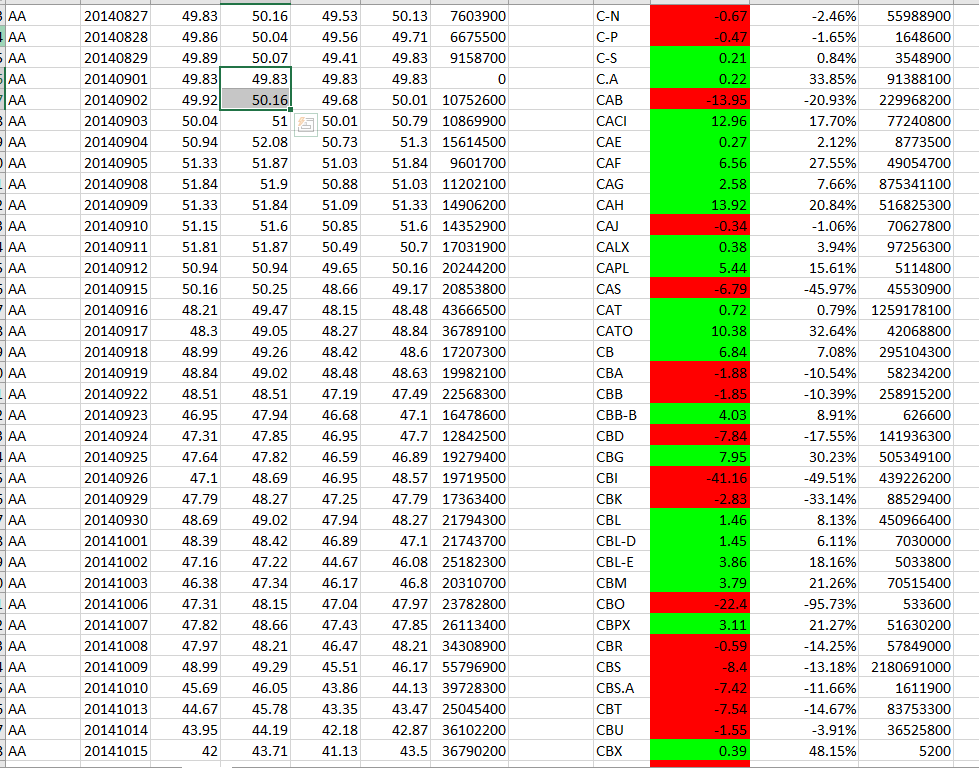 AA 20140827 49.83 50.16 49.53 50.13 7603900 C-N -0.67 -2.46% 55988900
AA 20140828 49.86 50.04 49.56 49.71 6675500 C-P -0.47 -1.65% 1648600
AA 20140829 49.89 50.07 49.41 49.83 9158700 C-S 0.21 0.84% 3548900
AA 20140901 49.83 49.83 49.83 49.83 0 C.A 0.22 33.85% 91388100
AA 20140902 49.92 50.16 49.68 50.01 10752600 CAB -13.95 -20.93% 229968200
AA 20140903 50.04 51 50.01 50.79 10869900 CACI 12.96 17.70% 77240800
AA 20140904 50.94 52.08 50.73 51.3 15614500 CAE 0.27 2.12% 8773500
AA 20140905 51.33 51.87 51.03 51.84 9601700 CAF 6.56 27.55% 49054700
AA 20140908 51.84 51.9 50.88 51.03 11202100 CAG 2.58 7.66% 875341100
AA 20140909 51.33 51.84 51.09 51.33 14906200 CAH 13.92 20.84% 516825300
AA 20140910 51.15 51.6 50.85 51.6 14352900 CAJ -0.34 -1.06% 70627800
AA 20140911 51.81 51.87 50.49 50.7 17031900 CALX 0.38 3.94% 97256300
AA 20140912 50.94 50.94 49.65 50.16 20244200 CAPL 5.44 15.61% 5114800
AA 20140915 50.16 50.25 48.66 49.17 20853800 CAS -6.79 -45.97% 45530900
AA 20140916 48.21 49.47 48.15 48.48 43666500 CAT 0.72 0.79% 1259178100
AA 20140917 48.3 49.05 48.27 48.84 36789100 CATO 10.38 32.64% 42068800
AA 20140918 48.99 49.26 48.42 48.6 17207300 CB 6.84 7.08% 295104300
AA 20140919 48.84 49.02 48.48 48.63 19982100 CBA -1.88 -10.54% 58234200
AA 20140922 48.51 48.51 47.19 47.49 22568300 CBB -1.85 -10.39% 258915200
AA 20140923 46.95 47.94 46.68 47.1 16478600 CBB-B 4.03 8.91% 626600
AA 20140924 47.31 47.85 46.95 47.7 12842500 CBD -7.84 -17.55% 141936300
AA 20140925 47.64 47.82 46.59 46.89 19279400 CBG 7.95 30.23% 505349100
AA 20140926 47.1 48.69 46.95 48.57 19719500 CBI -41.16 -49.51% 439226200
AA 20140929 47.79 48.27 47.25 47.79 17363400 CBK -2.83 -33.14% 88529400
AA 20140930 48.69 49.02 47.94 48.27 21794300 CBL 1.46 8.13% 450966400
AA 20141001 48.39 48.42 46.89 47.1 21743700 CBL-D 1.45 6.11% 7030000
AA 20141002 47.16 47.22 44.67 46.08 25182300 CBL-E 3.86 18.16% 5033800
AA 20141003 46.38 47.34 46.17 46.8 20310700 CBM 3.79 21.26% 70515400
AA 20141006 47.31 48.15 47.04 47.97 23782800 CBO -22.4 -95.73% 533600
AA 20141007 47.82 48.66 47.43 47.85 26113400 CBPX 3.11 21.27% 51630200
AA 20141008 47.97 48.21 46.47 48.21 34308900 CBR -0.59 -14.25% 57849000
AA 20141009 48.99 49.29 45.51 46.17 55796900 CBS -8.4 -13.18% 2180691000
AA 20141010 45.69 46.05 43.86 44.13 39728300 CBS.A -7.42 -11.66% 1611900
AA 20141013 44.67 45.78 43.35 43.47 25045400 CBT -7.54 -14.67% 83753300
AA 20141014 43.95 44.19 42.18 42.87 36102200 CBU -1.55 -3.91% 36525800
AA 20141015 42 43.71 41.13 43.5 36790200 CBX 0.39 48.15% 5200